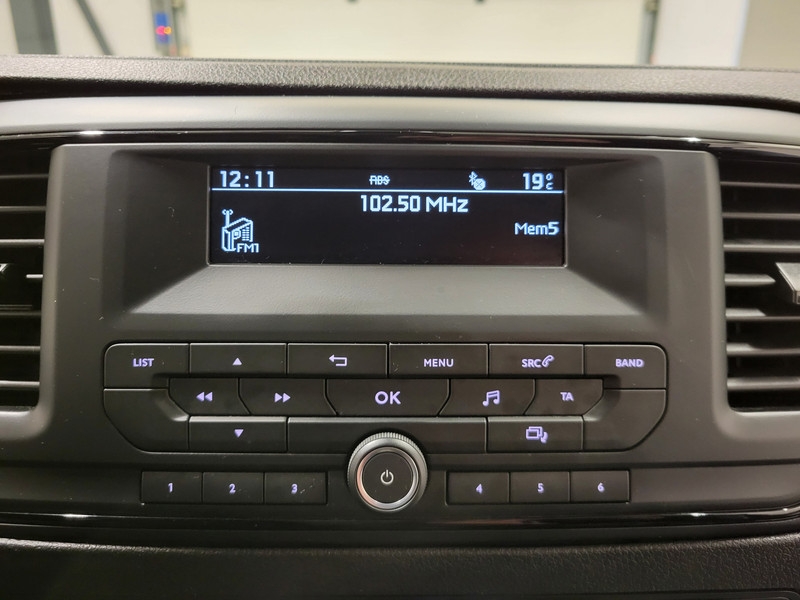 12:11 RDS 19°C
102.50 MHz
Mem5
FM1
LIST MENU SRC BAND
OK TA
1 2 3 4 5 6